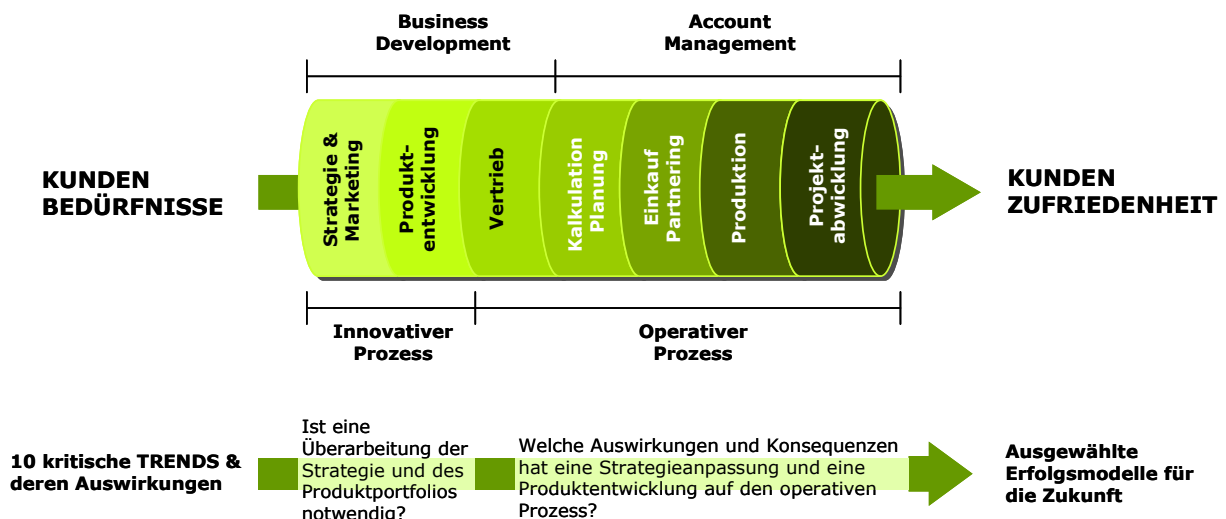 Business
Development
Account
Management
KUNDEN
BEDÜRFNISSE
Strategie &
Marketing
Produkt-
entwicklung
Vertrieb
Kalkulation
Planung
Einkauf
Partnering
Produktion
Projekt-
abwicklung
KUNDEN
ZUFRIEDENHEIT
Innovativer
Prozess
Operativer
Prozess
10 kritische TRENDS &
deren Auswirkungen
Ist eine
Überarbeitung der
Strategie und des
Produktportfolios
notwendig?
Welche Auswirkungen und Konsequenzen
hat eine Strategieanpassung und eine
Produktentwicklung auf den operativen
Prozess?
Ausgewählte
Erfolgsmodelle für
die Zukunft